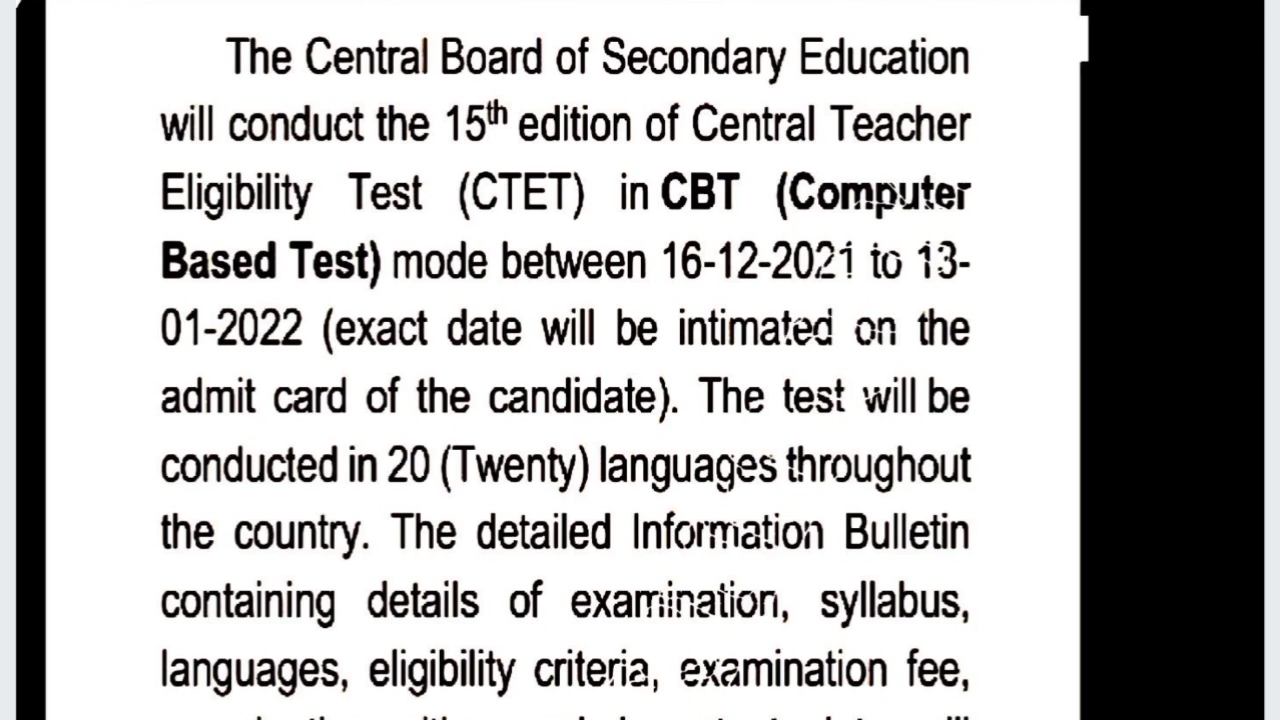 The Central Board of Secondary Education
will conduct the 15th edition of Central Teacher
Eligibility Test (CTET) in CBT (Computer
Based Test) mode between 16-12-2021 to 13-
01-2022 (exact date will be intimated on the
admit card of the candidate). The test will be
conducted in 20 (Twenty) languages throughout
the country. The detailed Information Bulletin
containing details of examination, syllabus,
languages, eligibility criteria, examination fee,